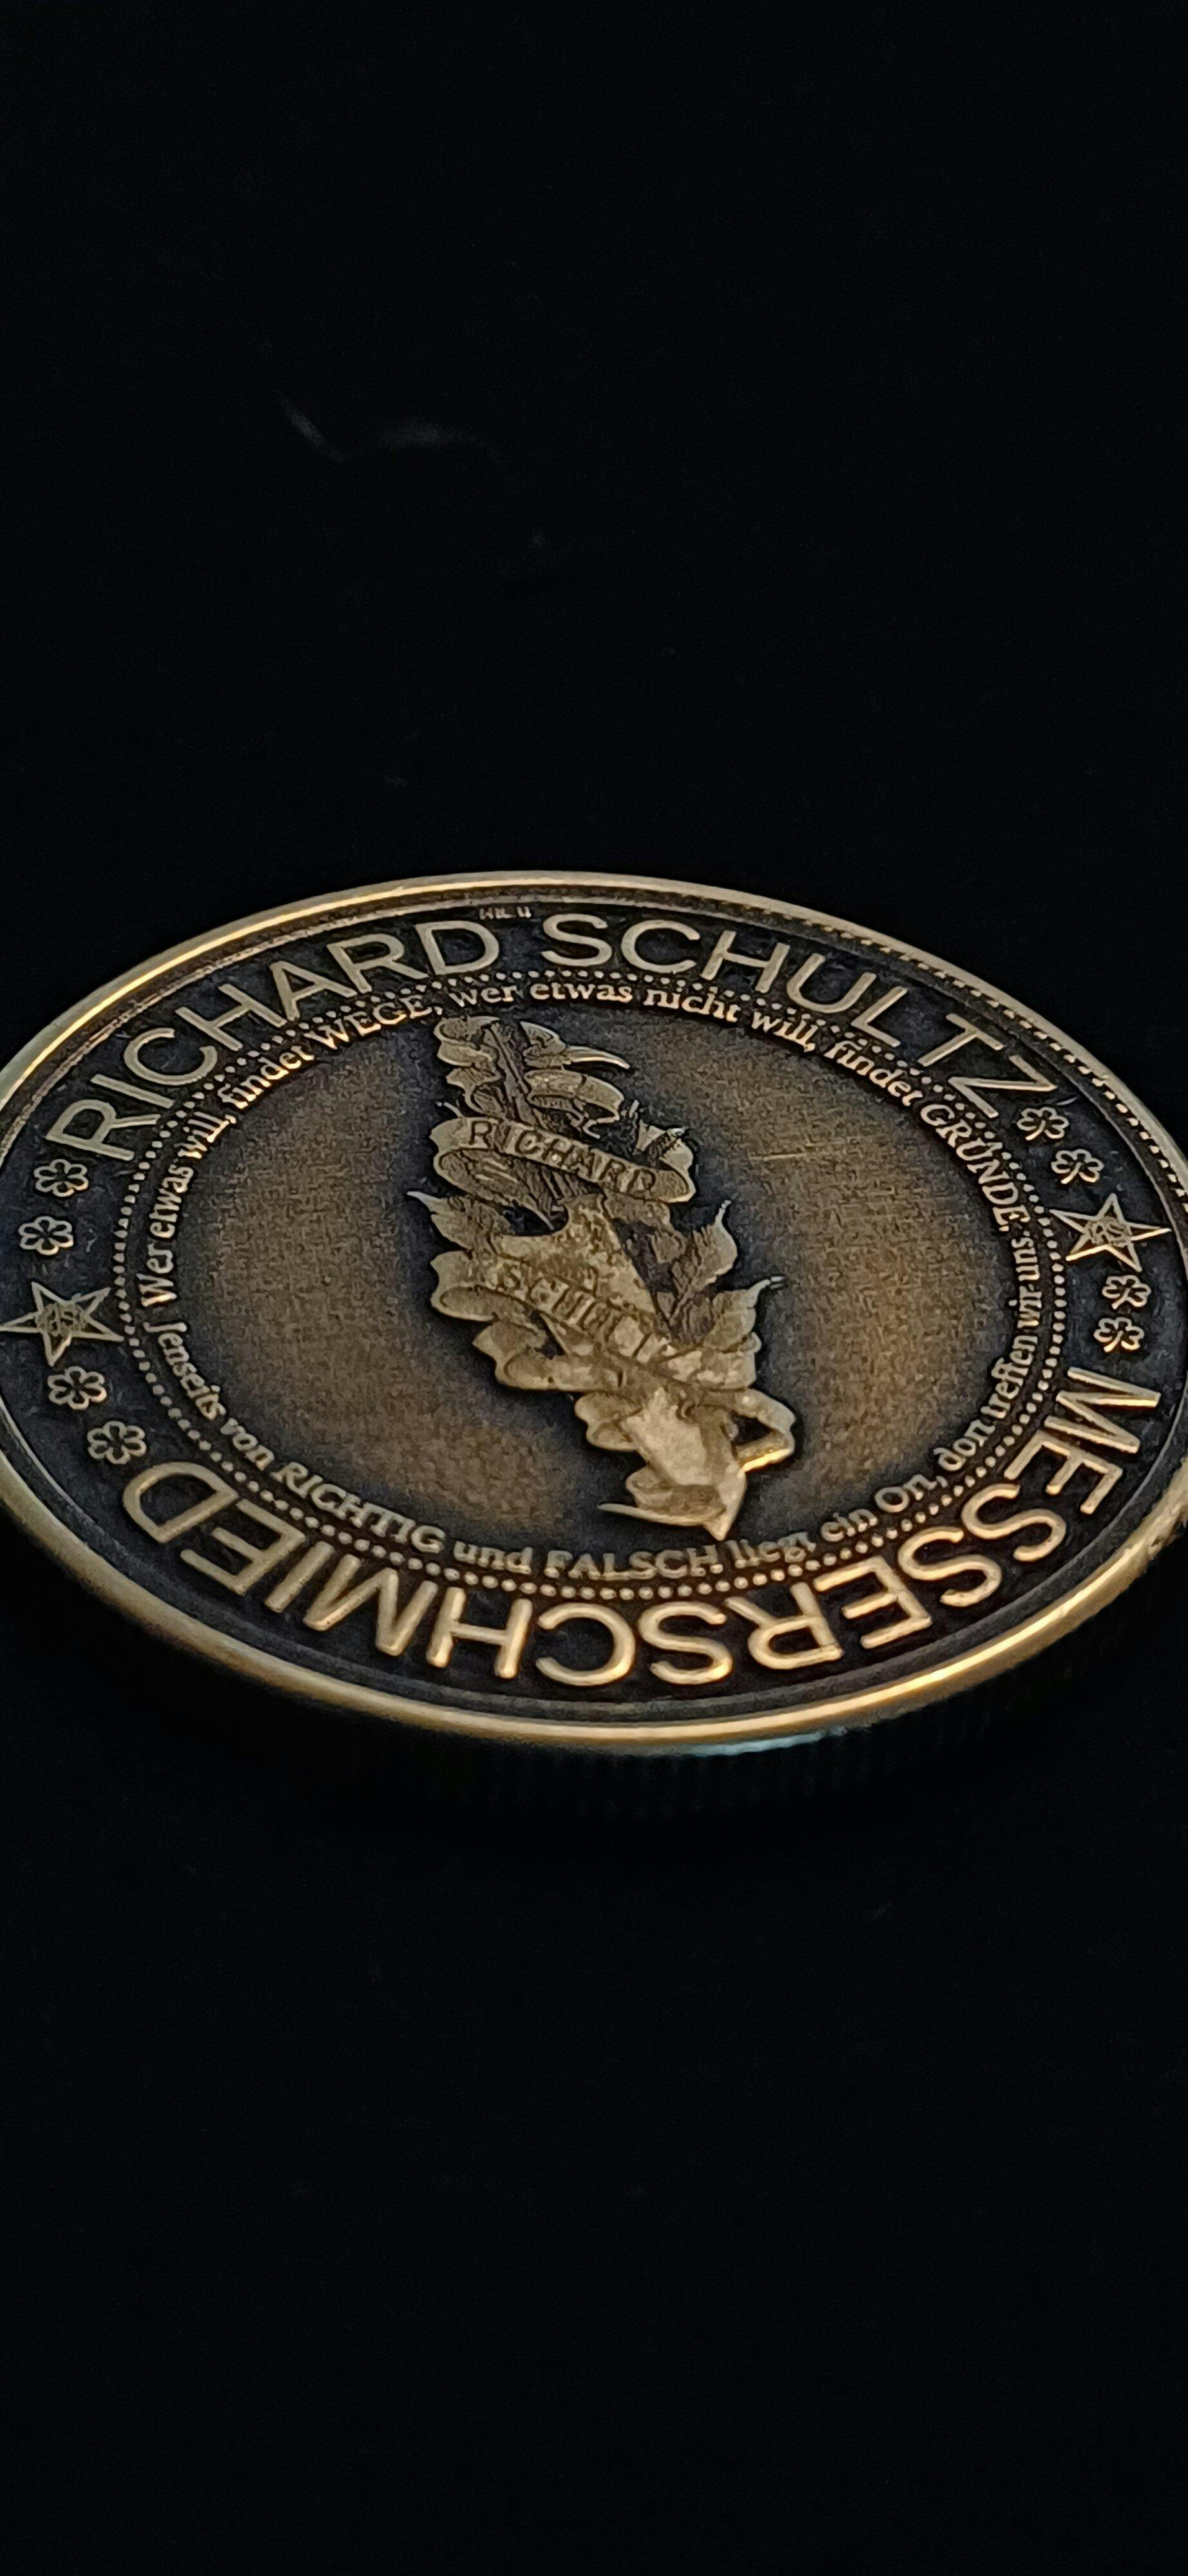 RICHARD SCHULTZ
MESSERSCHMIED
Wer etwas will, findet WEGE, wer etwas nicht will, findet GRÜNDE,
Jenseits von RICHTIG und FALSCH liegt ein Ort, dort treffen wir uns
RICHARD
SCHULTZ